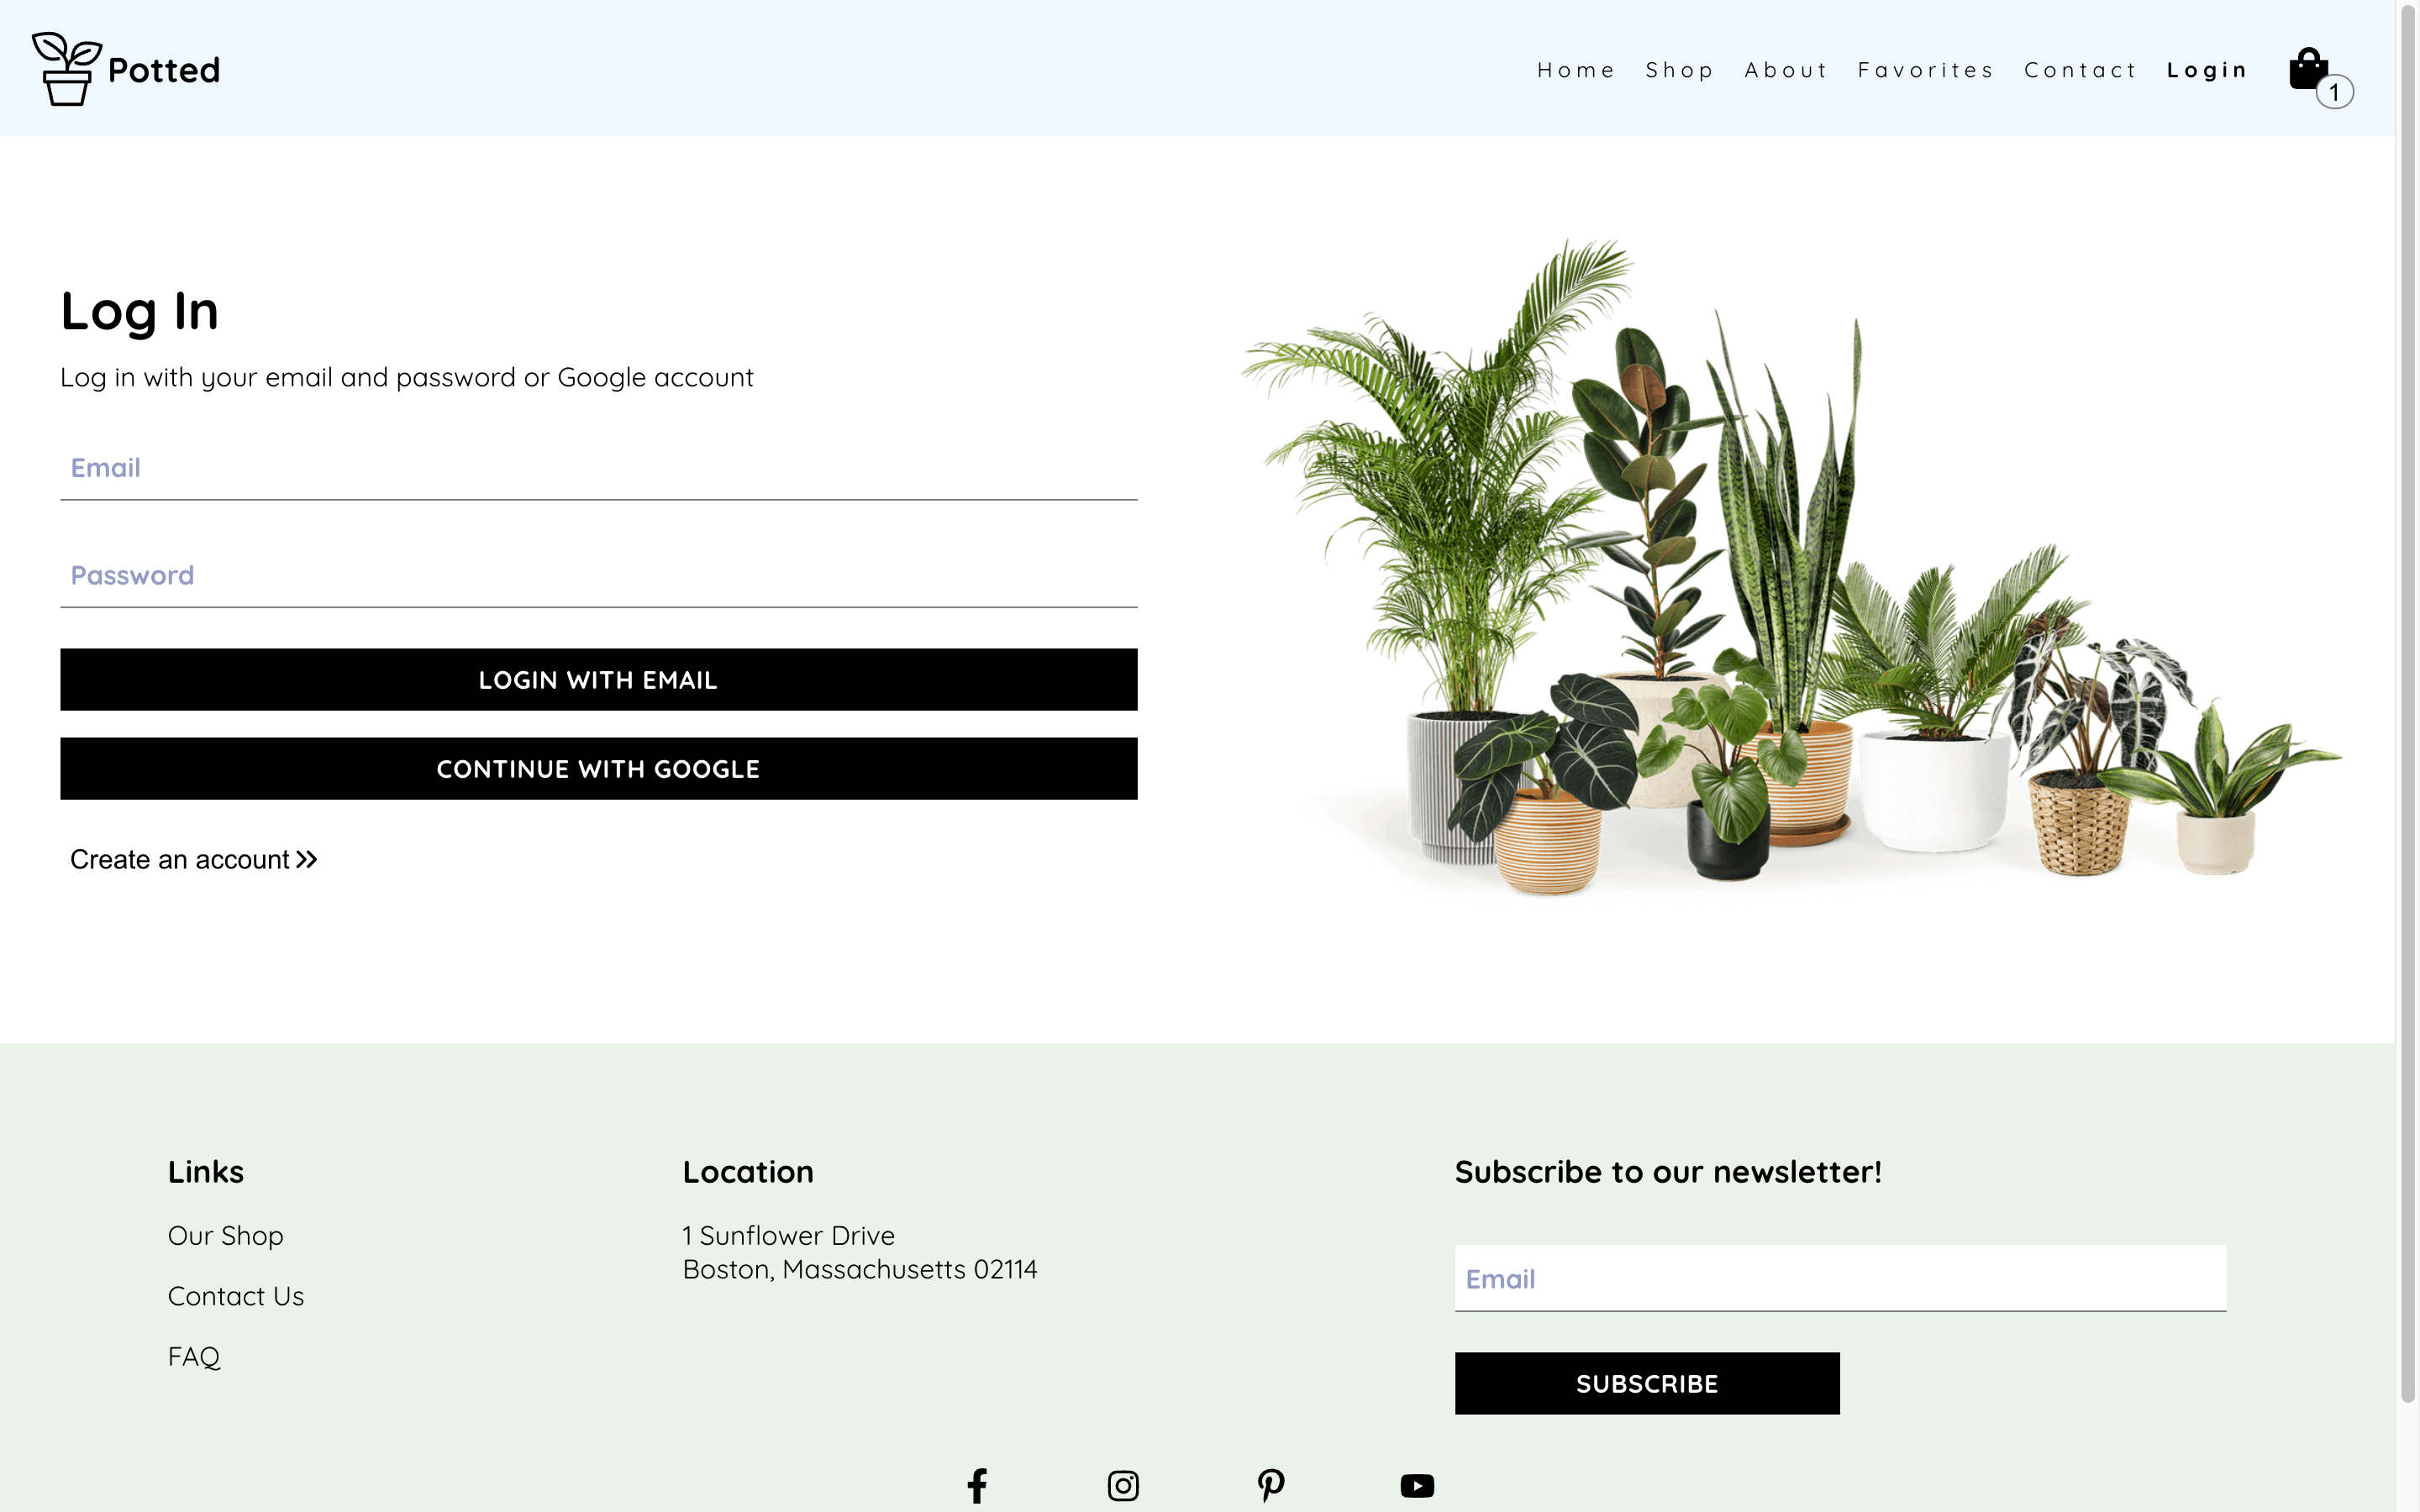 Potted
Home Shop About Favorites Contact Login
1
Log In
Log in with your email and password or Google account
Email
Password
LOGIN WITH EMAIL
CONTINUE WITH GOOGLE
Create an account
Links
Our Shop
Contact Us
FAQ
Location
1 Sunflower Drive
Boston, Massachusetts 02114
Subscribe to our newsletter!
Email
SUBSCRIBE